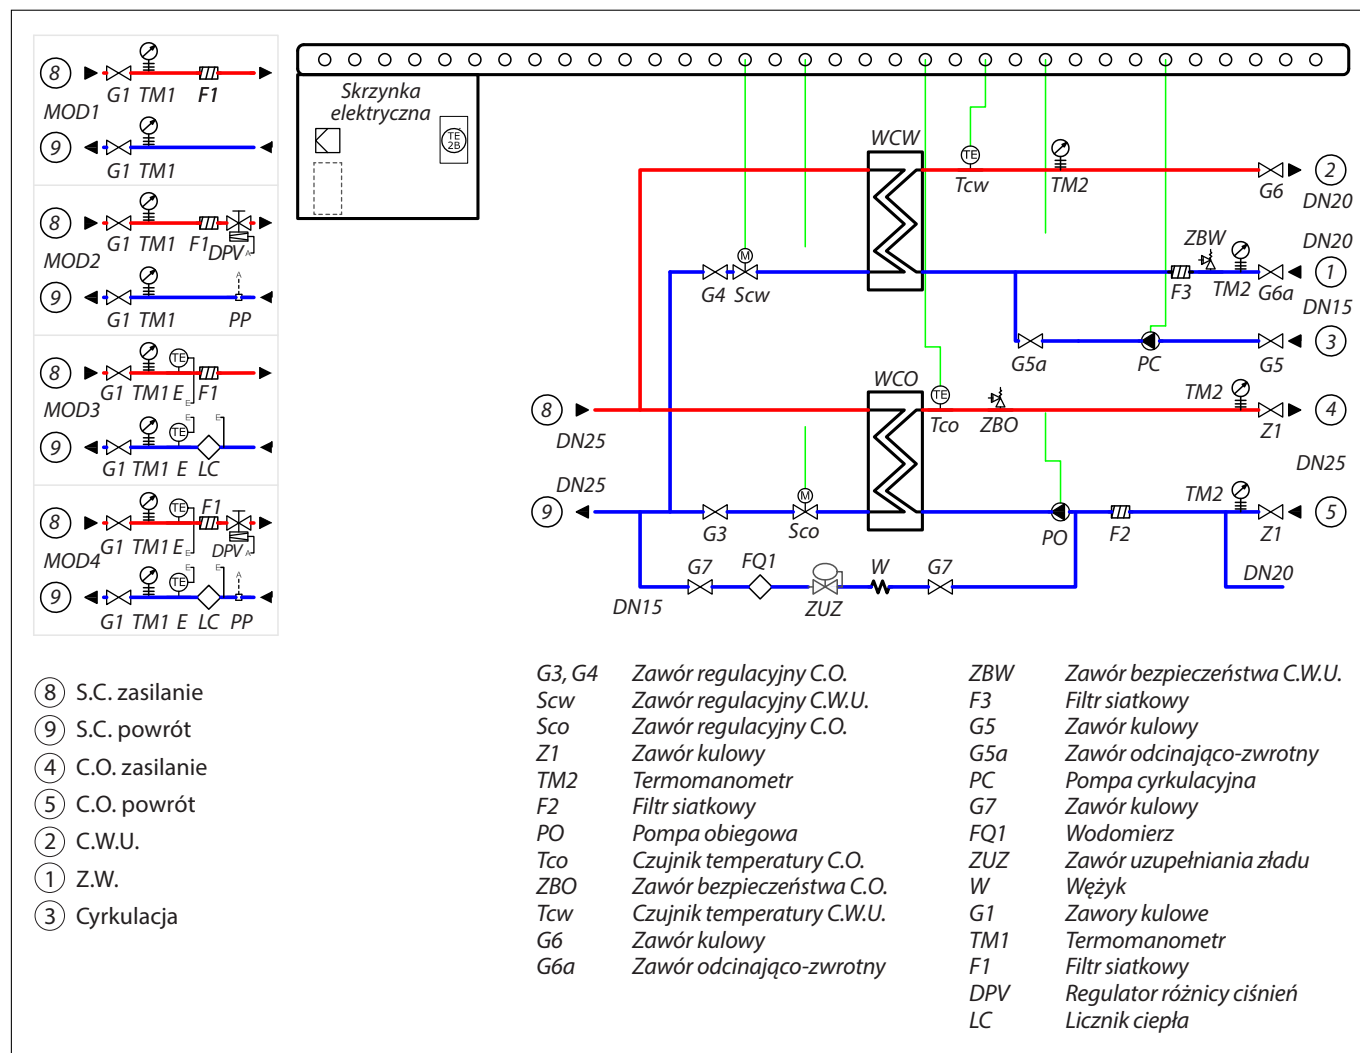 8 G1 TM1 F1
MOD1
9 G1 TM1
8 G1 TM1 F1 DPV A
MOD2
9 G1 TM1 A PP
8 G1 TM1 TE E E F1
MOD3
9 G1 TM1 TE E E E LC
8 G1 TM1 TE E E F1 DPV A
MOD4
9 G1 TM1 TE E E E LC A PP
Skrzynka
elektryczna
TE
2B
WCW
TE
Tcw
TM2
G6
2
DN20
DN20
ZBW
M
G4 Scw
F3
TM2
G6a
1
DN15
G5a
PC
G5
3
WCO
TE
Tco
ZBO
TM2
Z1
4
8
DN25
DN25
DN25
9
G3
M
Sco
PO
F2
TM2
Z1
5
DN20
DN15
G7
FQ1
ZUZ
W
G7
8 S.C. zasilanie
9 S.C. powrót
4 C.O. zasilanie
5 C.O. powrót
2 C.W.U.
1 Z.W.
3 Cyrkulacja
G3, G4 Zawór regulacyjny C.O.
Scw Zawór regulacyjny C.W.U.
Sco Zawór regulacyjny C.O.
Z1 Zawór kulowy
TM2 Termomanometr
F2 Filtr siatkowy
PO Pompa obiegowa
Tco Czujnik temperatury C.O.
ZBO Zawór bezpieczeństwa C.O.
Tcw Czujnik temperatury C.W.U.
G6 Zawór kulowy
G6a Zawór odcinająco-zwrotny
ZBW Zawór bezpieczeństwa C.W.U.
F3 Filtr siatkowy
G5 Zawór kulowy
G5a Zawór odcinająco-zwrotny
PC Pompa cyrkulacyjna
G7 Zawór kulowy
FQ1 Wodomierz
ZUZ Zawór uzupełniania zładu
W Wężyk
G1 Zawory kulowe
TM1 Termomanometr
F1 Filtr siatkowy
DPV Regulator różnicy ciśnień
LC Licznik ciepła